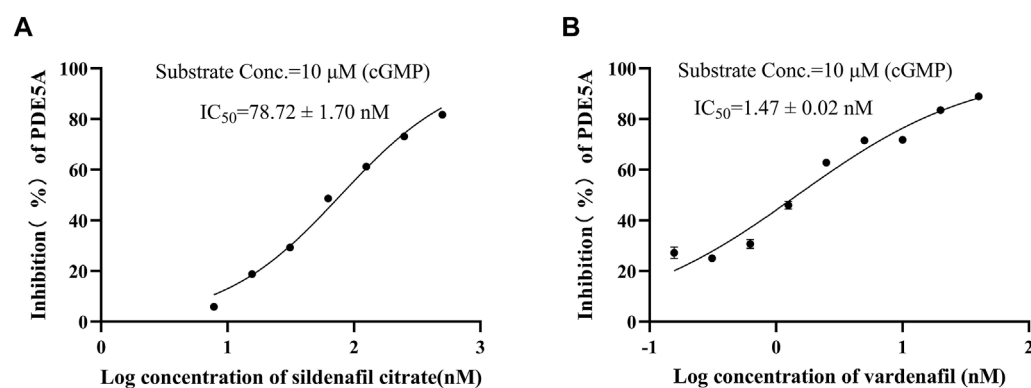 A
Substrate Conc.=10 μM (cGMP)
IC50=78.72 ± 1.70 nM
Inhibition（ %）of PDE5A
100
80
60
40
20
0
0
1
2
3
Log concentration of sildenafil citrate(nM)
B
Substrate Conc.=10 μM (cGMP)
IC50=1.47 ± 0.02 nM
Inhibition（ %）of PDE5A
100
80
60
40
20
0
-1
0
1
2
Log concentration of vardenafil (nM)